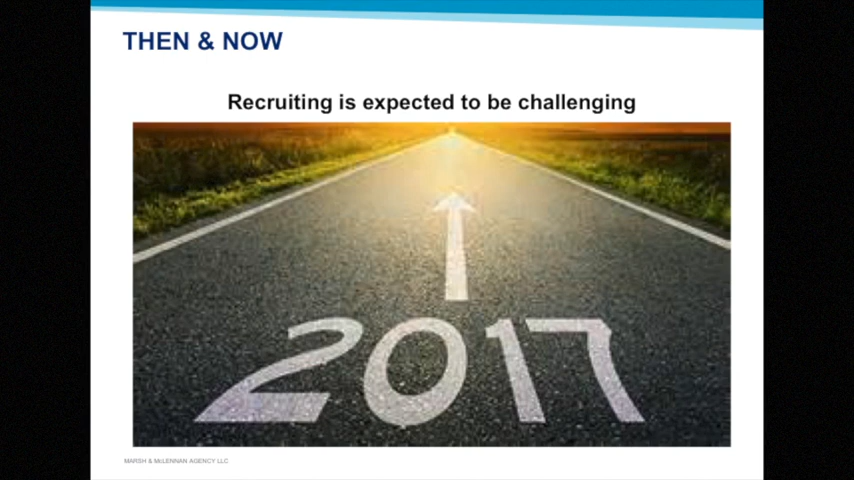 THEN & NOW
Recruiting is expected to be challenging
2017
MARSH & McLENNAN AGENCY LLC